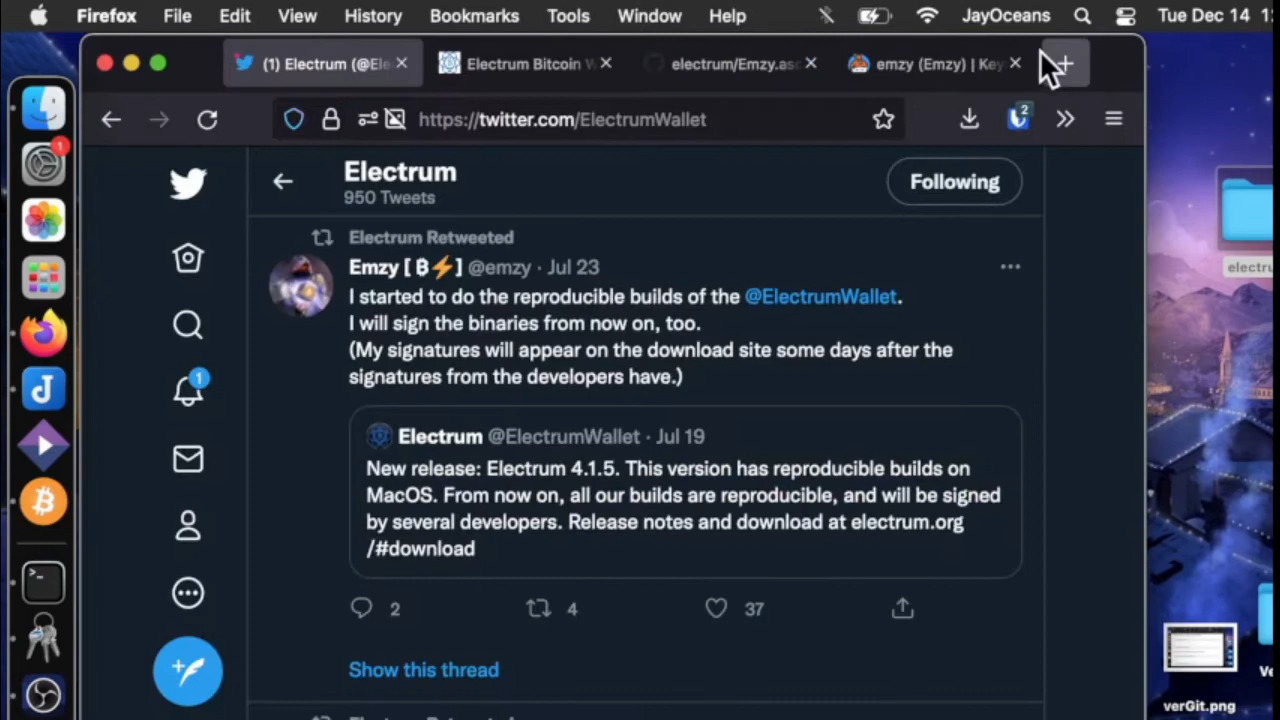 Firefox File Edit View History Bookmarks Tools Window Help JayOceans Tue Dec 14
(1) Electrum (@Ele
Electrum Bitcoin W
electrum/Emzy.asc
emzy (Emzy) | Key
https://twitter.com/ElectrumWallet
2
1
Electrum
950 Tweets
Following
Electrum Retweeted
Emzy [ ₿⚡] @emzy · Jul 23
I started to do the reproducible builds of the @ElectrumWallet.
I will sign the binaries from now on, too.
(My signatures will appear on the download site some days after the
signatures from the developers have.)
1
Electrum @ElectrumWallet · Jul 19
New release: Electrum 4.1.5. This version has reproducible builds on
MacOS. From now on, all our builds are reproducible, and will be signed
by several developers. Release notes and download at electrum.org
/#download
2 4 37
Show this thread
electru
verGit.png